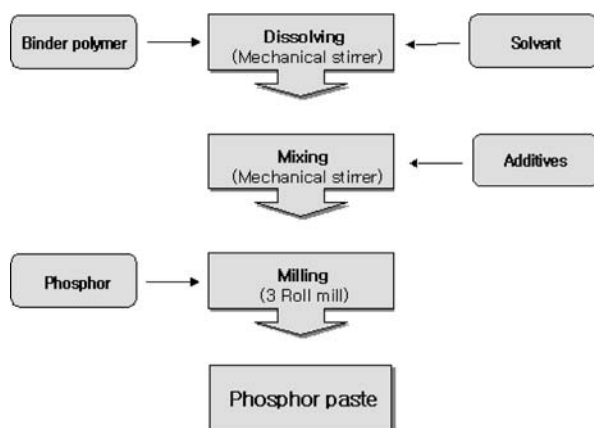 Binder polymer
Dissolving
(Mechanical stirrer)
Solvent
Mixing
(Mechanical stirrer)
Additives
Phosphor
Milling
(3 Roll mill)
Phosphor paste